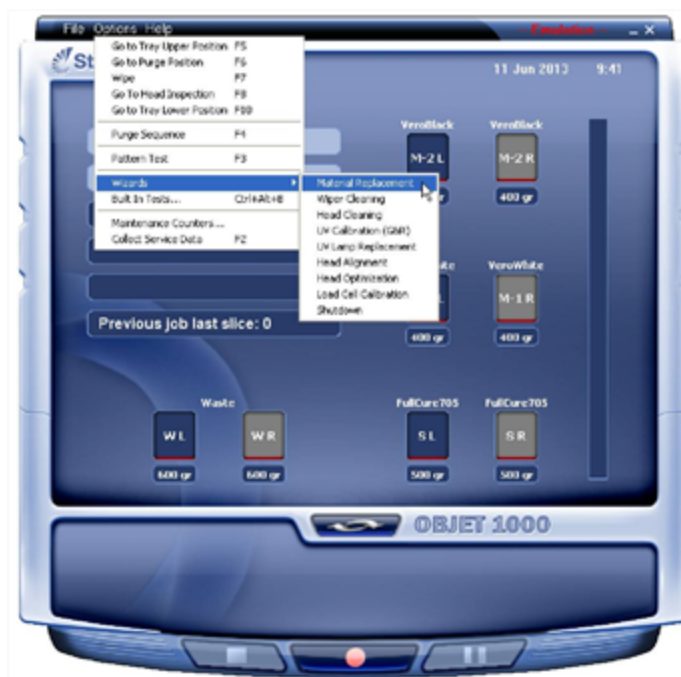 File Options Help
-- Emulation --
St
11 Jun 2013 9:41
Go to Tray Upper Position F5
Go to Purge Position F6
Wipe F7
Go To Head Inspection F8
Go to Tray Lower Position F10
Purge Sequence F4
Pattern Test F3
Wizards
Built In Tests... Ctrl+Alt+B
Maintenance Counters...
Collect Service Data F2
Material Replacement
Wiper Cleaning
Head Cleaning
UV Calibration (GNR)
UV Lamp Replacement
Head Alignment
Head Optimization
Load Cell Calibration
Shutdown
VeroBlack VeroBlack
M-2 L M-2 R
400 gr
VeroWhite
M-1 R
400 gr 400 gr
Previous job last slice: 0
Waste
W L W R
600 gr 600 gr
FullCure705 FullCure705
S L S R
500 gr 500 gr
OBJET 1000